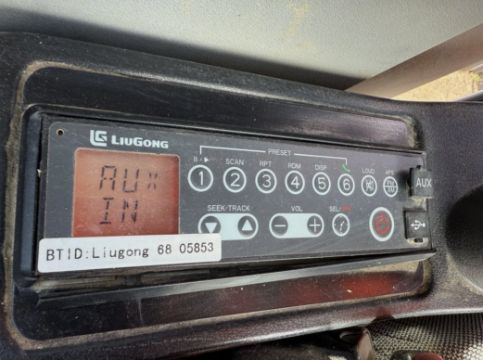 LIUGONG
AUX
IN
PRESET
SCAN RPT RDM DISP LOUD
1 2 3 4 5 6 AUX
SEEK/TRACK VOL SEL
BTID:Liugong 68 05853